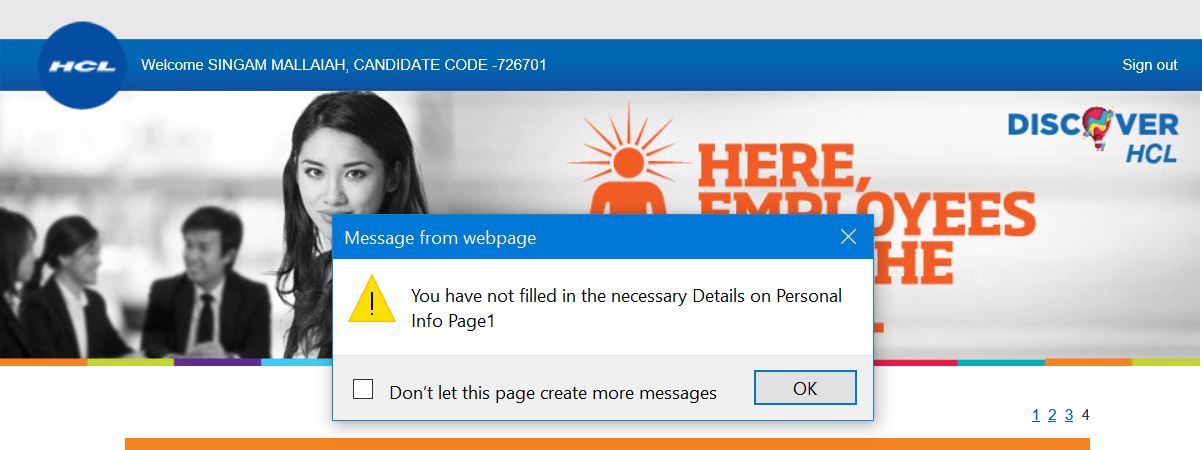 HCL
Welcome SINGAM MALLAIAH, CANDIDATE CODE -726701
Sign out
DISCOVER
HCL
HERE,
EMPLOYEES
HE
Message from webpage
You have not filled in the necessary Details on Personal
Info Page1
Don't let this page create more messages
OK
1 2 3 4